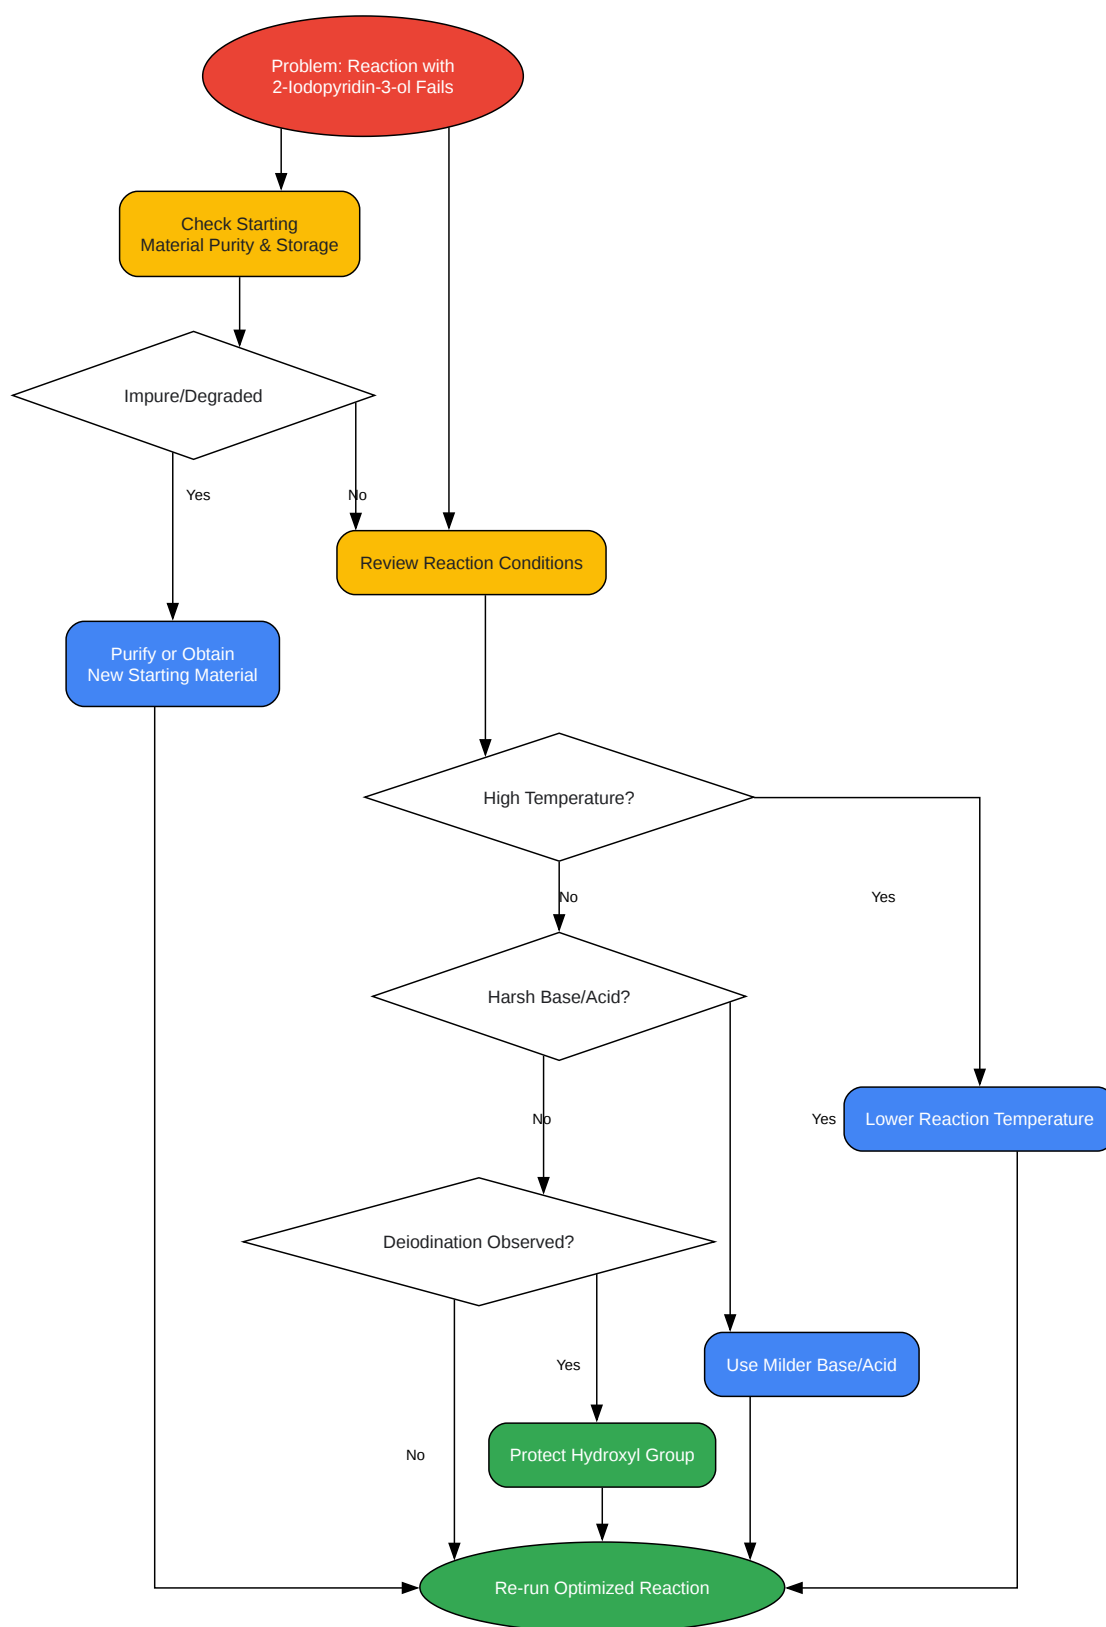 Problem: Reaction with
2-Iodopyridin-3-ol Fails
Check Starting
Material Purity & Storage
Impure/Degraded
Yes
No
Review Reaction Conditions
Purify or Obtain
New Starting Material
High Temperature?
No
Yes
Harsh Base/Acid?
No
Yes
Lower Reaction Temperature
Deiodination Observed?
Yes
Use Milder Base/Acid
No
Protect Hydroxyl Group
Re-run Optimized Reaction